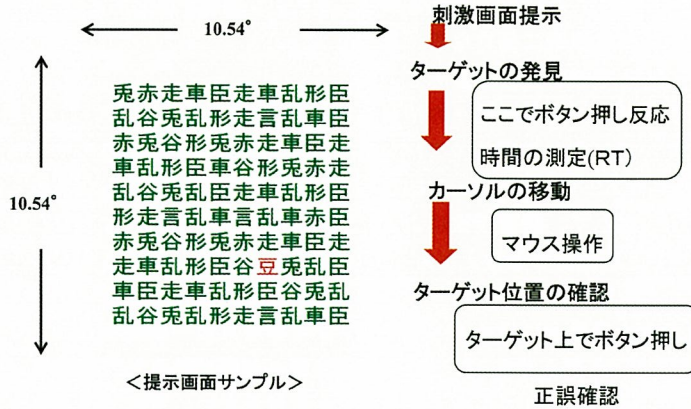 10.54°
10.54°
兎赤走車臣走車乱形臣
乱谷兎乱形走言乱車臣
赤兎谷形兎赤走車臣走
車乱形臣車谷形兎赤走
乱谷兎乱臣走車乱形臣
形走言乱車言乱車赤臣
赤兎谷形兎赤走車臣走
走車乱形臣谷豆兎乱臣
車臣走車乱形臣谷兎乱
乱谷兎乱形走言乱車臣
＜提示画面サンプル＞
刺激画面提示
ターゲットの発見
ここでボタン押し反応
時間の測定(RT)
カーソルの移動
マウス操作
ターゲット位置の確認
ターゲット上でボタン押し
正誤確認